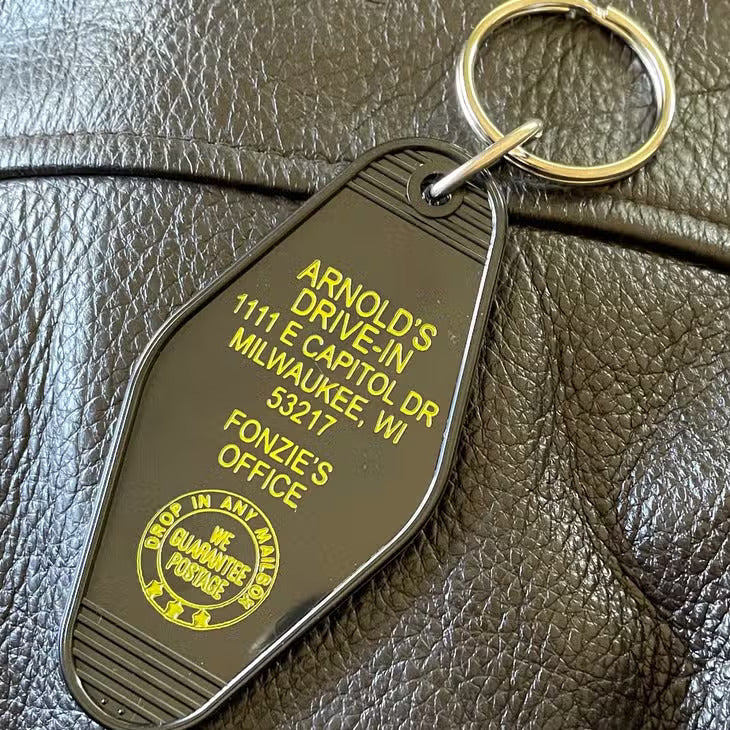 ARNOLD'S
DRIVE-IN
1111 E CAPITOL DR
MILWAUKEE, WI
53217
FONZIE'S
OFFICE
DROP IN ANY MAILBOX
WE
GUARANTEE
POSTAGE